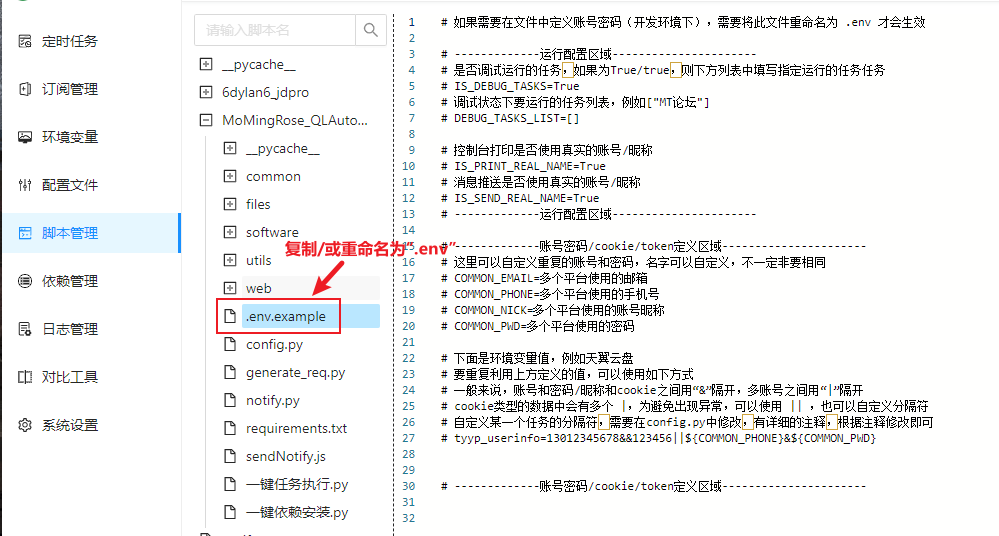 定时任务
订阅管理
环境变量
配置文件
脚本管理
依赖管理
日志管理
对比工具
系统设置
请输入脚本名
__pycache__
6dylan6_jdpro
MoMingRose_QLAuto...
__pycache__
common
files
software
utils
web
.env.example
config.py
generate_req.py
notify.py
requirements.txt
sendNotify.js
一键任务执行.py
一键依赖安装.py
复制/或重命名为“.env”
1 # 如果需要在文件中定义账号密码（开发环境下），需要将此文件重命名为 .env 才会生效
2
3 # -------------运行配置区域---------------------
4 # 是否调试运行的任务，如果为True/true，则下方列表中填写指定运行的任务任务
5 # IS_DEBUG_TASKS=True
6 # 调试状态下要运行的任务列表，例如["MT论坛"]
7 # DEBUG_TASKS_LIST=[]
8
9 # 控制台打印是否使用真实的账号/昵称
10 # IS_PRINT_REAL_NAME=True
11 # 消息推送是否使用真实的账号/昵称
12 # IS_SEND_REAL_NAME=True
13 # -------------运行配置区域---------------------
14
15 # -------------账号密码/cookie/token定义区域---------------------
16 # 这里可以自定义重复的账号和密码，名字可以自定义，不一定非要相同
17 # COMMON_EMAIL=多个平台使用的邮箱
18 # COMMON_PHONE=多个平台使用的手机号
19 # COMMON_NICK=多个平台使用的账号昵称
20 # COMMON_PWD=多个平台使用的密码
21
22 # 下面是环境变量值，例如天翼云盘
23 # 要重复利用上方定义的值，可以使用如下方式
24 # 一般来说，账号和密码/昵称和cookie之间用“&”隔开，多账号之间用“|”隔开
25 # cookie类型的数据中会有多个 |，为避免出现异常，可以使用 || ，也可以自定义分隔符
26 # 自定义某一个任务的分隔符，需要在config.py中修改，有详细的注释，根据注释修改即可
27 # tyyp_userinfo=13012345678&&123456||${COMMON_PHONE}&${COMMON_PWD}
28
29
30 # -------------账号密码/cookie/token定义区域---------------------
31
32